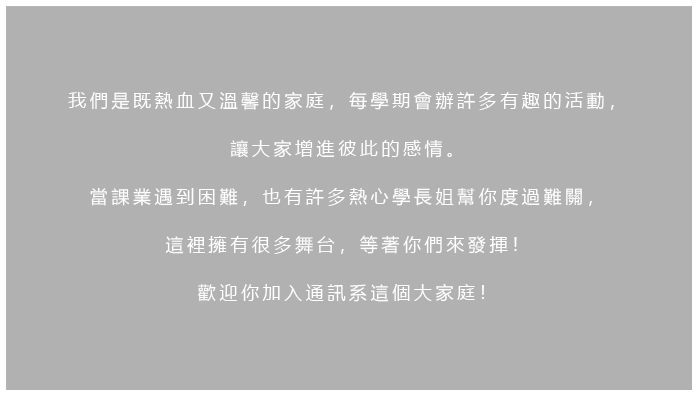 我們是既熱血又溫馨的家庭，每學期會辦許多有趣的活動，
讓大家增進彼此的感情。
當課業遇到困難，也有許多熱心學長姐幫你度過難關，
這裡擁有很多舞台，等著你們來發揮！
歡迎你加入通訊系這個大家庭！